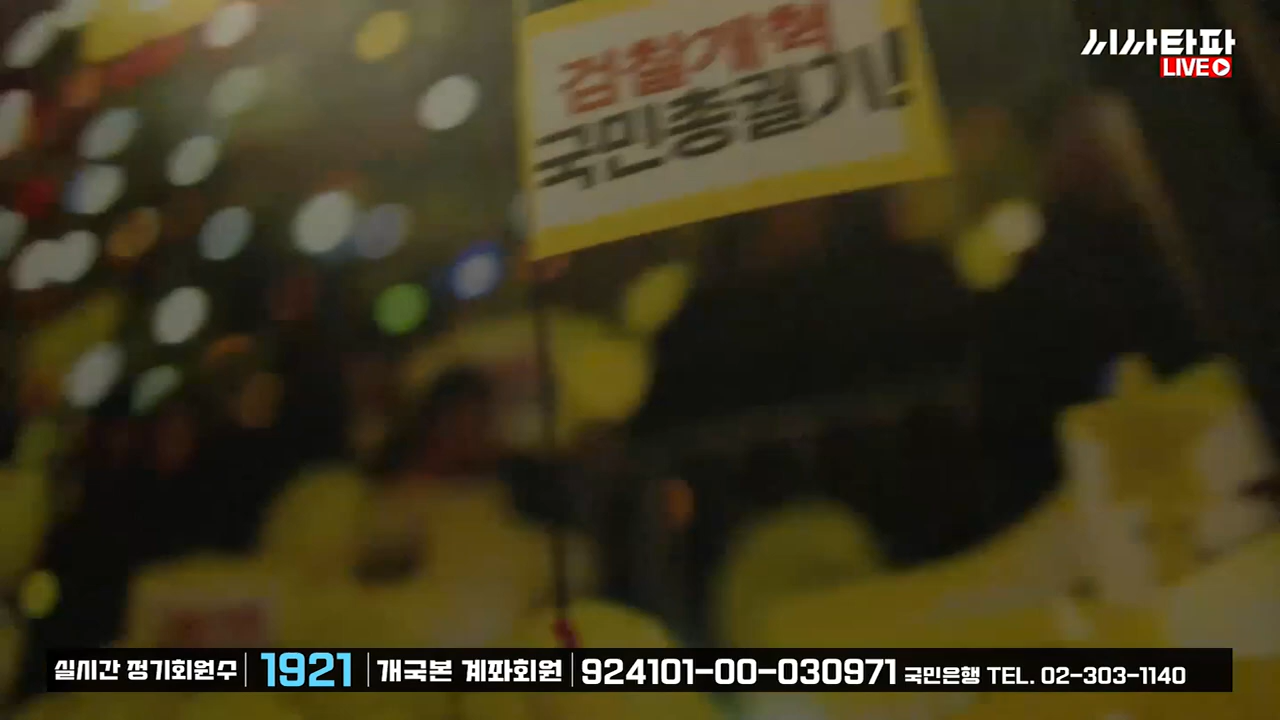 검찰개혁
국민총궐기!
씨싸타파
LIVE
실시간 정기회원수 1921 개국본 계좌회원 924101-00-030971 국민은행 TEL. 02-303-1140